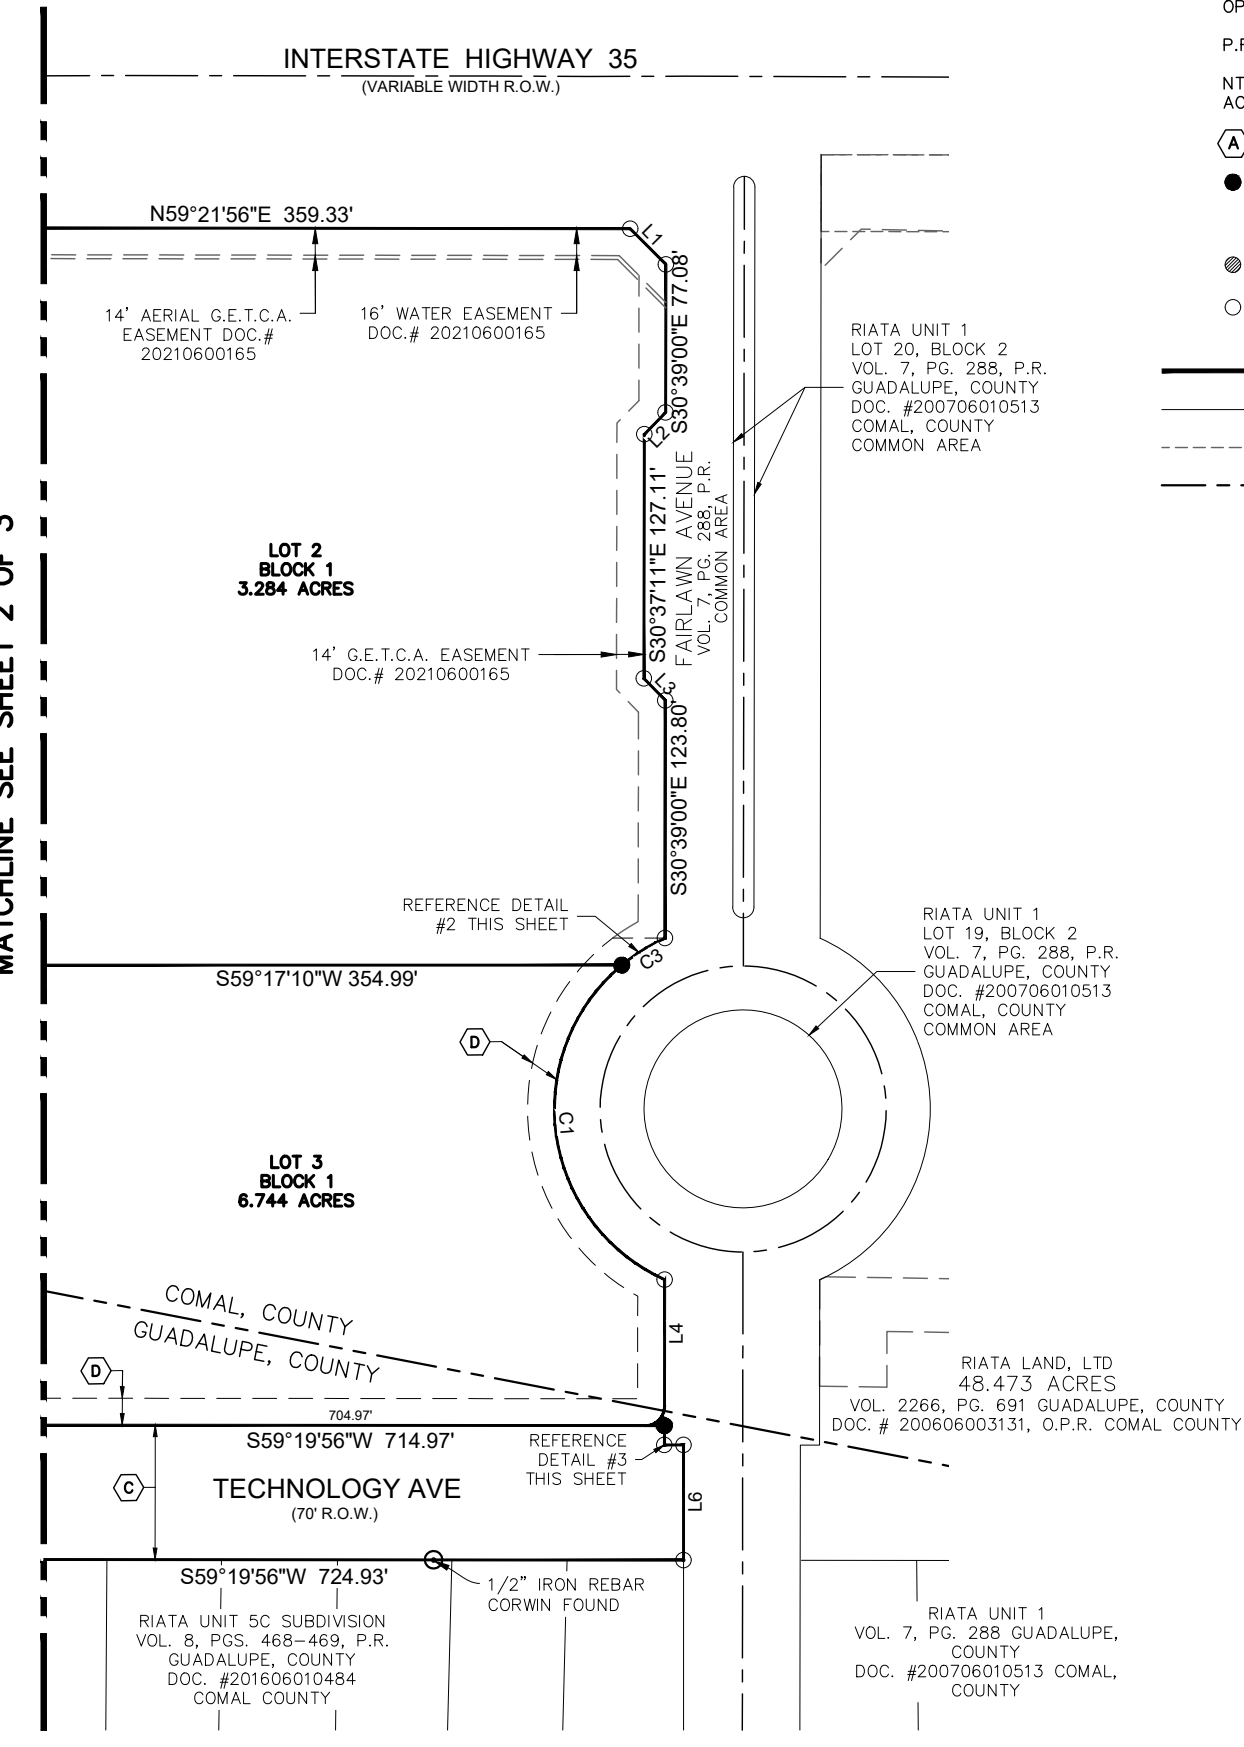 INTERSTATE HIGHWAY 35
(VARIABLE WIDTH R.O.W.)
OP
P.R
NT
AC
A
N59°21'56"E 359.33'
L1
S30°39'00"E 77.08'
14' AERIAL G.E.T.C.A.
EASEMENT DOC.#
20210600165
16' WATER EASEMENT
DOC.# 20210600165
RIATA UNIT 1
LOT 20, BLOCK 2
VOL. 7, PG. 288, P.R.
GUADALUPE, COUNTY
DOC. #200706010513
COMAL, COUNTY
COMMON AREA
L2
S30°37'11"E 127.11'
FAIRLAWN AVENUE
VOL. 7, PG. 288, P.R.
COMMON AREA
MATCHLINE SEE SHEET 2 OF 3
LOT 2
BLOCK 1
3.284 ACRES
14' G.E.T.C.A. EASEMENT
DOC.# 20210600165
L3
S30°39'00"E 123.80'
REFERENCE DETAIL
#2 THIS SHEET
C3
S59°17'10"W 354.99'
RIATA UNIT 1
LOT 19, BLOCK 2
VOL. 7, PG. 288, P.R.
GUADALUPE, COUNTY
DOC. #200706010513
COMAL, COUNTY
COMMON AREA
D
C1
LOT 3
BLOCK 1
6.744 ACRES
COMAL, COUNTY
GUADALUPE, COUNTY
L4
D
704.97'
S59°19'56"W 714.97'
REFERENCE
DETAIL #3
THIS SHEET
RIATA LAND, LTD
48.473 ACRES
VOL. 2266, PG. 691 GUADALUPE, COUNTY
DOC. # 200606003131, O.P.R. COMAL COUNTY
C
TECHNOLOGY AVE
(70' R.O.W.)
L6
S59°19'56"W 724.93'
1/2" IRON REBAR
CORWIN FOUND
RIATA UNIT 5C SUBDIVISION
VOL. 8, PGS. 468-469, P.R.
GUADALUPE, COUNTY
DOC. #201606010484
COMAL COUNTY
RIATA UNIT 1
VOL. 7, PG. 288 GUADALUPE,
COUNTY
DOC. #200706010513 COMAL,
COUNTY